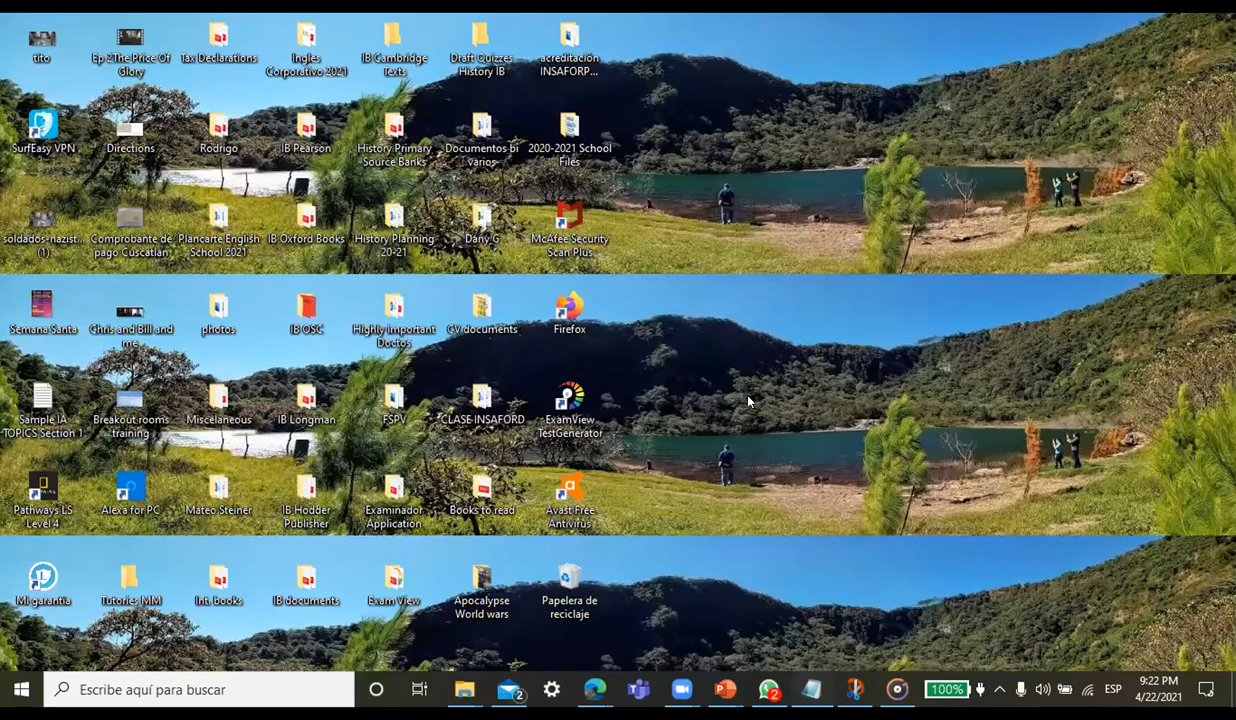 tito
Ep 2The Price Of
Glory
Tax Declarations
Ingles
Corporativo 2021
IB Cambridge
Texts
Draft Quizzes
History IB
acreditación
INSAFORP...
SurfEasy VPN
Directions
Rodrigo
IB Pearson
History Primary
Source Banks
Documentos bi
varios
2020-2021 School
Files
soldados-nazist...
(1)
Comprobante de
pago Cuscatlan
Plancarte English
School 2021
IB Oxford Books
History Planning
20-21
Dany G
McAfee Security
Scan Plus
Semana Santa
Chris and Bill and
me
photos
IB OSC
Highly important
Doctos
CV documents
Firefox
Sample IA
TOPICS Section 1
Breakout rooms
training
Miscelaneous
IB Longman
FSPV
CLASE INSAFORD
ExamView
TestGenerator
Pathways LS
Level 4
Alexa for PC
Mateo Steiner
IB Hodder
Publisher
Examinador
Application
Books to read
Avast Free
Antivirus
Mi garantia
Tutories MM
Int. books
IB documents
Exam View
Apocalypse
World wars
Papelera de
reciclaje
Escribe aquí para buscar
2
2
100%
ESP
9:22 PM
4/22/2021